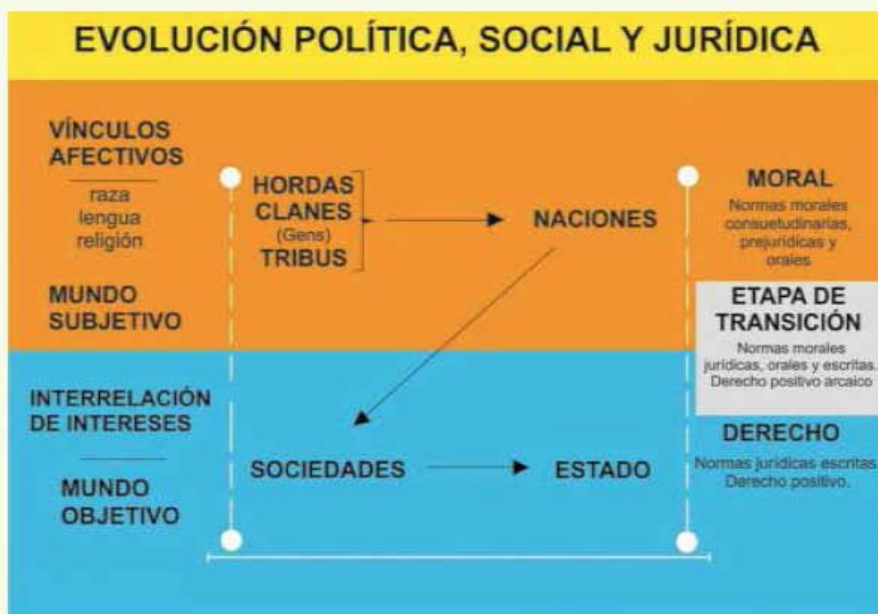 EVOLUCIÓN POLÍTICA, SOCIAL Y JURÍDICA
VÍNCULOS
AFECTIVOS
raza
lengua
religión
MUNDO
SUBJETIVO
HORDAS
CLANES
(Gens)
TRIBUS
NACIONES
MORAL
Normas morales
consuetudinarias,
prejurídicas y
orales
ETAPA DE
TRANSICIÓN
Normas morales
jurídicas, orales y escritas.
Derecho positivo arcaico
INTERRELACIÓN
DE INTERESES
MUNDO
OBJETIVO
SOCIEDADES
ESTADO
DERECHO
Normas jurídicas escritas
Derecho positivo.